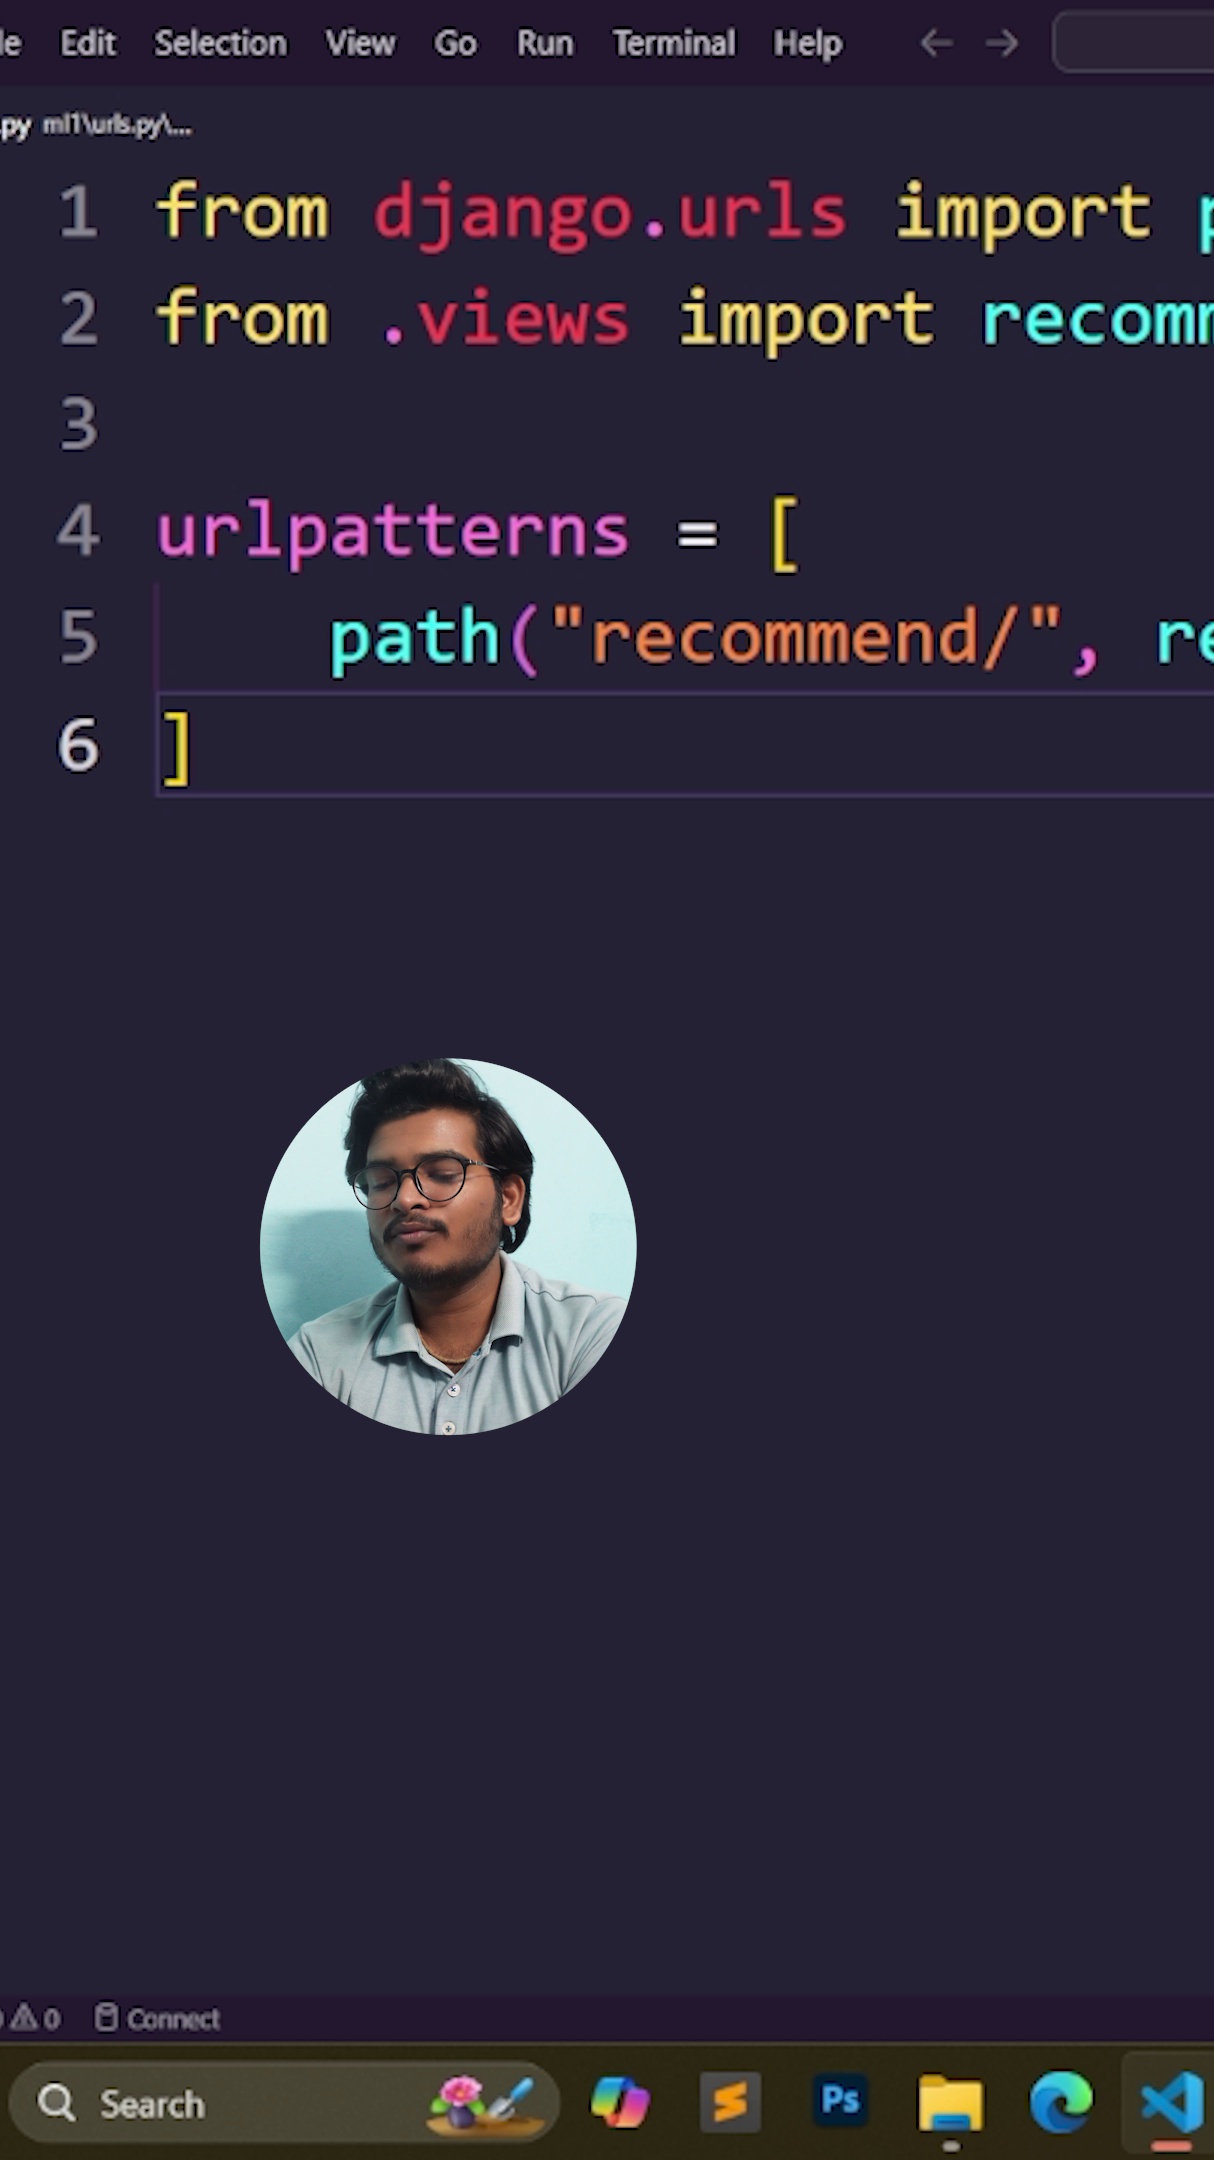 Edit Selection View Go Run Terminal Help
.py ml1\urls.py\...
1 from django.urls import
2 from .views import recomm
3
4 urlpatterns = [
5 path("recommend/", re
6 ]
0 Connect
Search
Ps